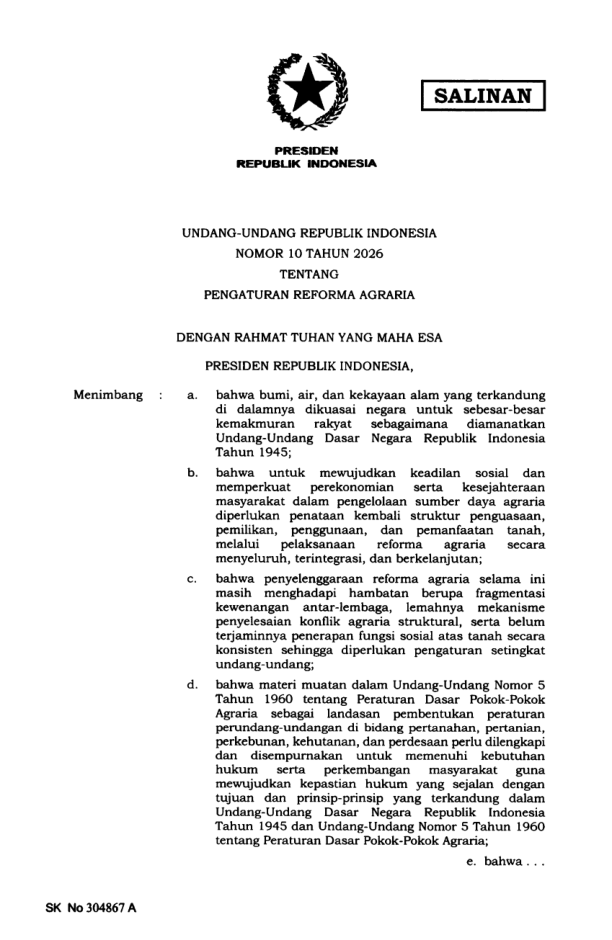 SALINAN
PRESIDEN
REPUBLIK INDONESIA
UNDANG-UNDANG REPUBLIK INDONESIA
NOMOR 10 TAHUN 2026
TENTANG
PENGATURAN REFORMA AGRARIA
DENGAN RAHMAT TUHAN YANG MAHA ESA
PRESIDEN REPUBLIK INDONESIA,
Menimbang : a. bahwa bumi, air, dan kekayaan alam yang terkandung
di dalamnya dikuasai negara untuk sebesar-besar
kemakmuran rakyat sebagaimana diamanatkan
Undang-Undang Dasar Negara Republik Indonesia
Tahun 1945;
b. bahwa untuk mewujudkan keadilan sosial dan
memperkuat perekonomian serta kesejahteraan
masyarakat dalam pengelolaan sumber daya agraria
diperlukan penataan kembali struktur penguasaan,
pemilikan, penggunaan, dan pemanfaatan tanah,
melalui pelaksanaan reforma agraria secara
menyeluruh, terintegrasi, dan berkelanjutan;
c. bahwa penyelenggaraan reforma agraria selama ini
masih menghadapi hambatan berupa fragmentasi
kewenangan antar-lembaga, lemahnya mekanisme
penyelesaian konflik agraria struktural, serta belum
terjaminnya penerapan fungsi sosial atas tanah secara
konsisten sehingga diperlukan pengaturan setingkat
undang-undang;
d. bahwa materi muatan dalam Undang-Undang Nomor 5
Tahun 1960 tentang Peraturan Dasar Pokok-Pokok
Agraria sebagai landasan pembentukan peraturan
perundang-undangan di bidang pertanahan, pertanian,
perkebunan, kehutanan, dan perdesaan perlu dilengkapi
dan disempurnakan untuk memenuhi kebutuhan
hukum serta perkembangan masyarakat guna
mewujudkan kepastian hukum yang sejalan dengan
tujuan dan prinsip-prinsip yang terkandung dalam
Undang-Undang Dasar Negara Republik Indonesia
Tahun 1945 dan Undang-Undang Nomor 5 Tahun 1960
tentang Peraturan Dasar Pokok-Pokok Agraria;
e. bahwa . . .
SK No 304867 A